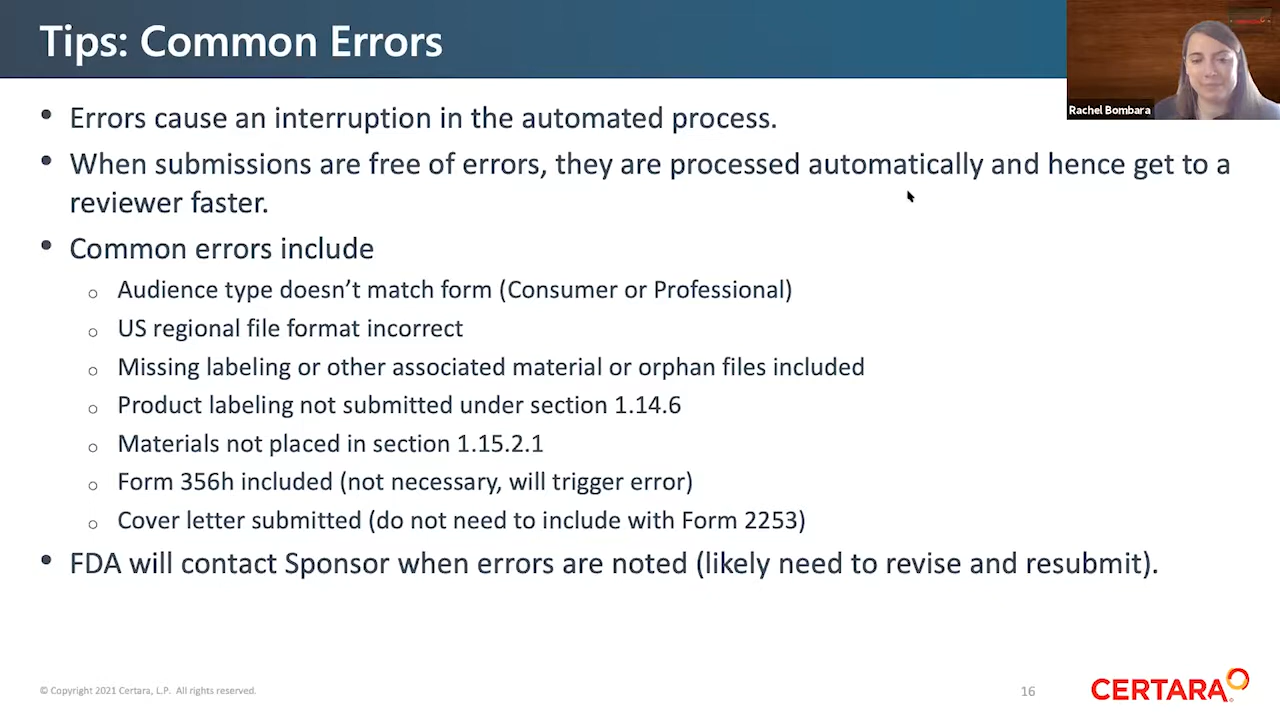 Tips: Common Errors
Rachel Bombara
• Errors cause an interruption in the automated process.
• When submissions are free of errors, they are processed automatically and hence get to a
reviewer faster.
• Common errors include
o Audience type doesn’t match form (Consumer or Professional)
o US regional file format incorrect
o Missing labeling or other associated material or orphan files included
o Product labeling not submitted under section 1.14.6
o Materials not placed in section 1.15.2.1
o Form 356h included (not necessary, will trigger error)
o Cover letter submitted (do not need to include with Form 2253)
• FDA will contact Sponsor when errors are noted (likely need to revise and resubmit).
© Copyright 2021 Certara, L.P. All rights reserved.
16
CERTARA